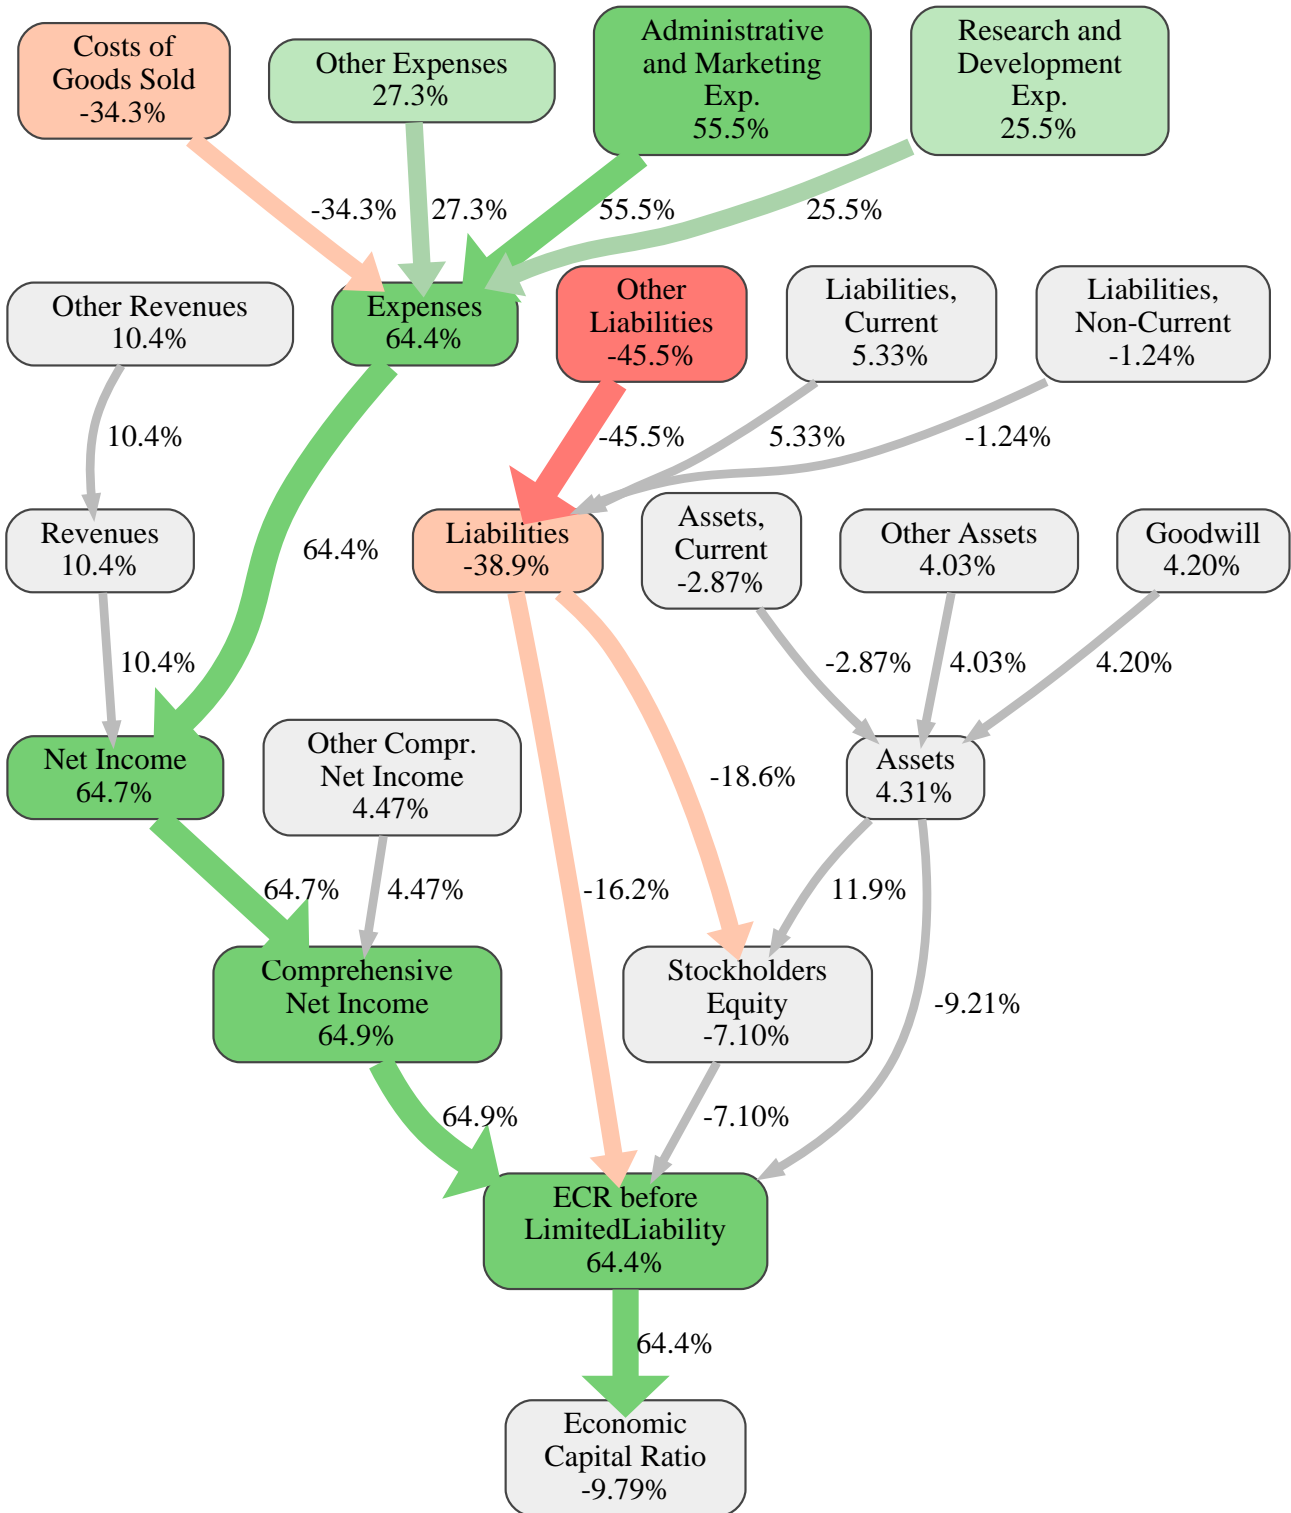 Costs of
Goods Sold
-34.3%
Other Expenses
27.3%
Administrative
and Marketing
Exp.
55.5%
Research and
Development
Exp.
25.5%
-34.3%
27.3%
55.5%
25.5%
Other Revenues
10.4%
Expenses
64.4%
Other
Liabilities
-45.5%
Liabilities,
Current
5.33%
Liabilities,
Non-Current
-1.24%
10.4%
-45.5%
5.33%
-1.24%
Revenues
10.4%
64.4%
Liabilities
-38.9%
Assets,
Current
-2.87%
Other Assets
4.03%
Goodwill
4.20%
10.4%
-2.87%
4.03%
4.20%
Net Income
64.7%
Other Compr.
Net Income
4.47%
-18.6%
Assets
4.31%
64.7%
4.47%
-16.2%
11.9%
Comprehensive
Net Income
64.9%
Stockholders
Equity
-7.10%
-9.21%
64.9%
-7.10%
ECR before
LimitedLiability
64.4%
64.4%
Economic
Capital Ratio
-9.79%